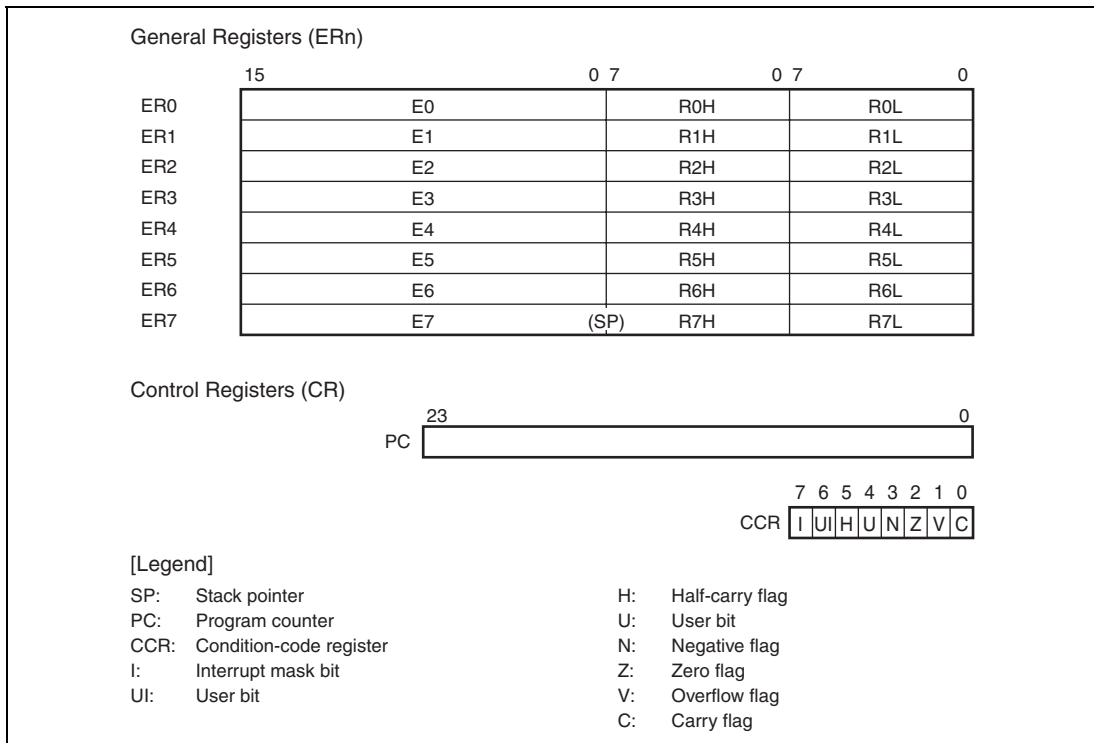 General Registers (ERn)
15 0 7 0 7 0
ER0 E0 R0H R0L
ER1 E1 R1H R1L
ER2 E2 R2H R2L
ER3 E3 R3H R3L
ER4 E4 R4H R4L
ER5 E5 R5H R5L
ER6 E6 R6H R6L
ER7 E7 (SP) R7H R7L
Control Registers (CR)
23 0
PC
7 6 5 4 3 2 1 0
CCR I UI H U N Z V C
[Legend]
SP: Stack pointer
PC: Program counter
CCR: Condition-code register
I: Interrupt mask bit
UI: User bit
H: Half-carry flag
U: User bit
N: Negative flag
Z: Zero flag
V: Overflow flag
C: Carry flag